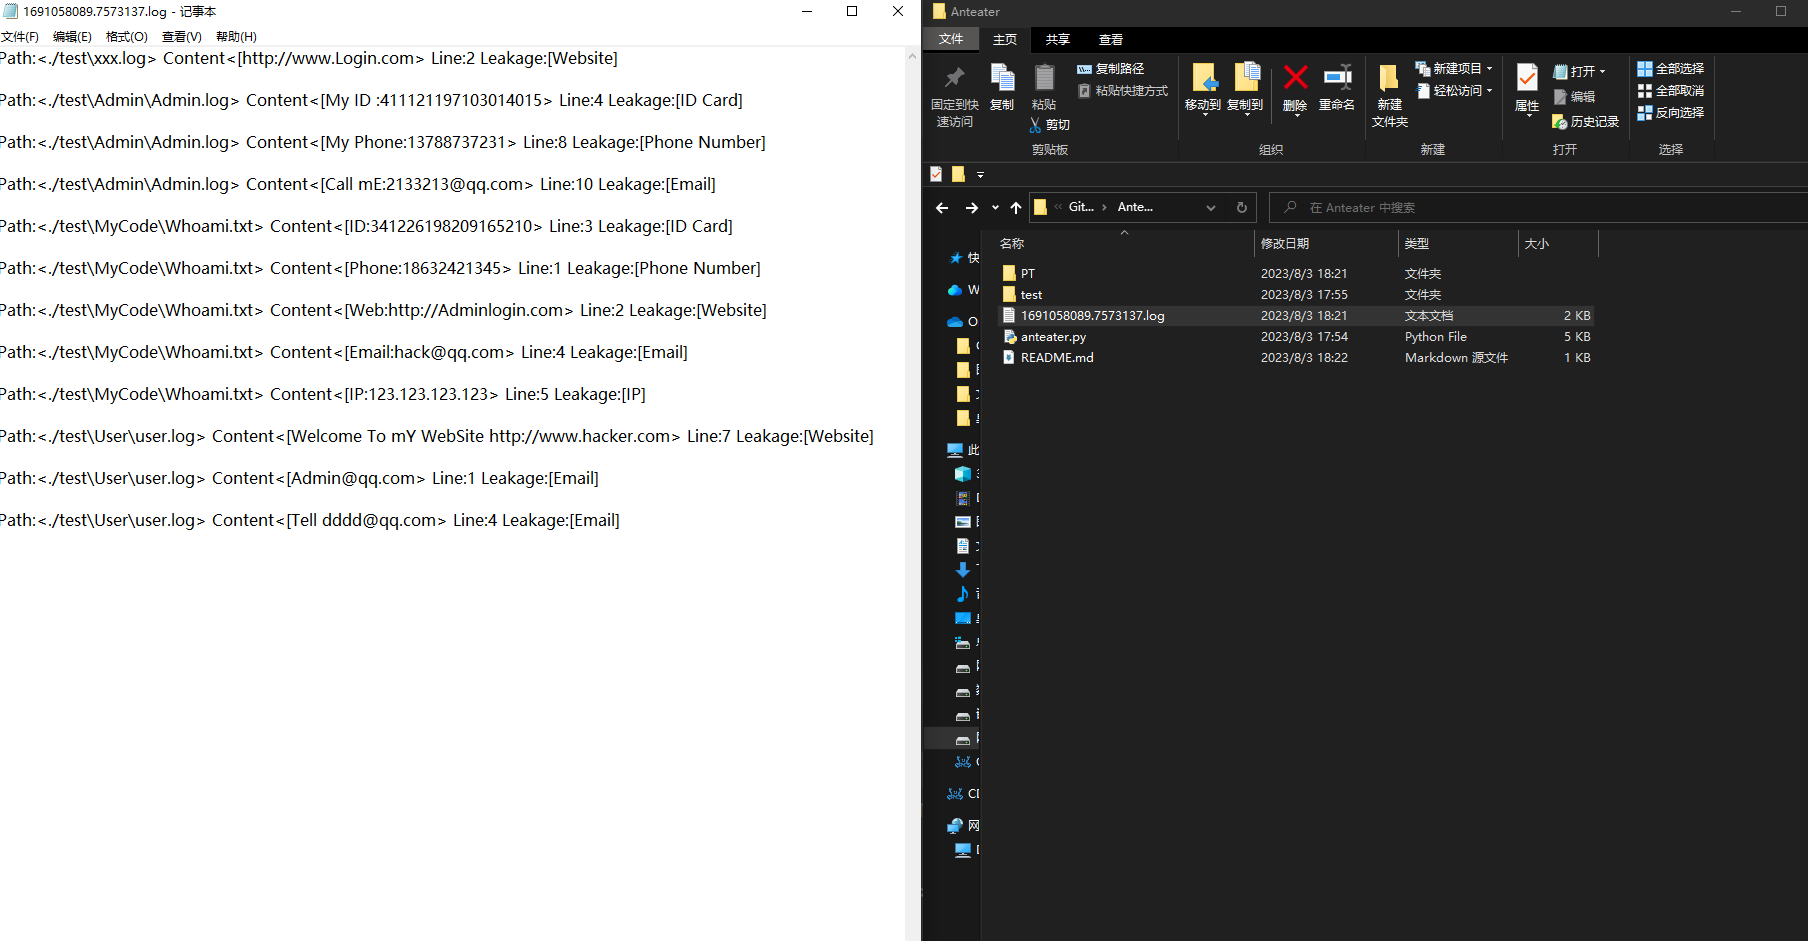 1691058089.7573137.log - 记事本
文件(F) 编辑(E) 格式(O) 查看(V) 帮助(H)
Path:<./test\xxx.log> Content<[http://www.Login.com> Line:2 Leakage:[Website]
Path:<./test\Admin\Admin.log> Content<[My ID :411121197103014015> Line:4 Leakage:[ID Card]
Path:<./test\Admin\Admin.log> Content<[My Phone:13788737231> Line:8 Leakage:[Phone Number]
Path:<./test\Admin\Admin.log> Content<[Call mE:2133213@qq.com> Line:10 Leakage:[Email]
Path:<./test\MyCode\Whoami.txt> Content<[ID:341226198209165210> Line:3 Leakage:[ID Card]
Path:<./test\MyCode\Whoami.txt> Content<[Phone:18632421345> Line:1 Leakage:[Phone Number]
Path:<./test\MyCode\Whoami.txt> Content<[Web:http://Adminlogin.com> Line:2 Leakage:[Website]
Path:<./test\MyCode\Whoami.txt> Content<[Email:hack@qq.com> Line:4 Leakage:[Email]
Path:<./test\MyCode\Whoami.txt> Content<[IP:123.123.123.123> Line:5 Leakage:[IP]
Path:<./test\User\user.log> Content<[Welcome To mY WebSite http://www.hacker.com> Line:7 Leakage:[Website]
Path:<./test\User\user.log> Content<[Admin@qq.com> Line:1 Leakage:[Email]
Path:<./test\User\user.log> Content<[Tell dddd@qq.com> Line:4 Leakage:[Email]
Anteater
文件 主页 共享 查看
固定到快速访问
复制
粘贴
复制路径
粘贴快捷方式
剪切
剪贴板
移动到 复制到 删除 重命名
组织
新建文件夹
新建项目
轻松访问
新建
属性
打开
编辑
历史记录
打开
全部选择
全部取消
反向选择
选择
Git... Ante...
在 Anteater 中搜索
名称 修改日期 类型 大小
PT 2023/8/3 18:21 文件夹
test 2023/8/3 17:55 文件夹
1691058089.7573137.log 2023/8/3 18:21 文本文档 2 KB
anteater.py 2023/8/3 17:54 Python File 5 KB
README.md 2023/8/3 18:22 Markdown 源文件 1 KB
快
W
O
此
网